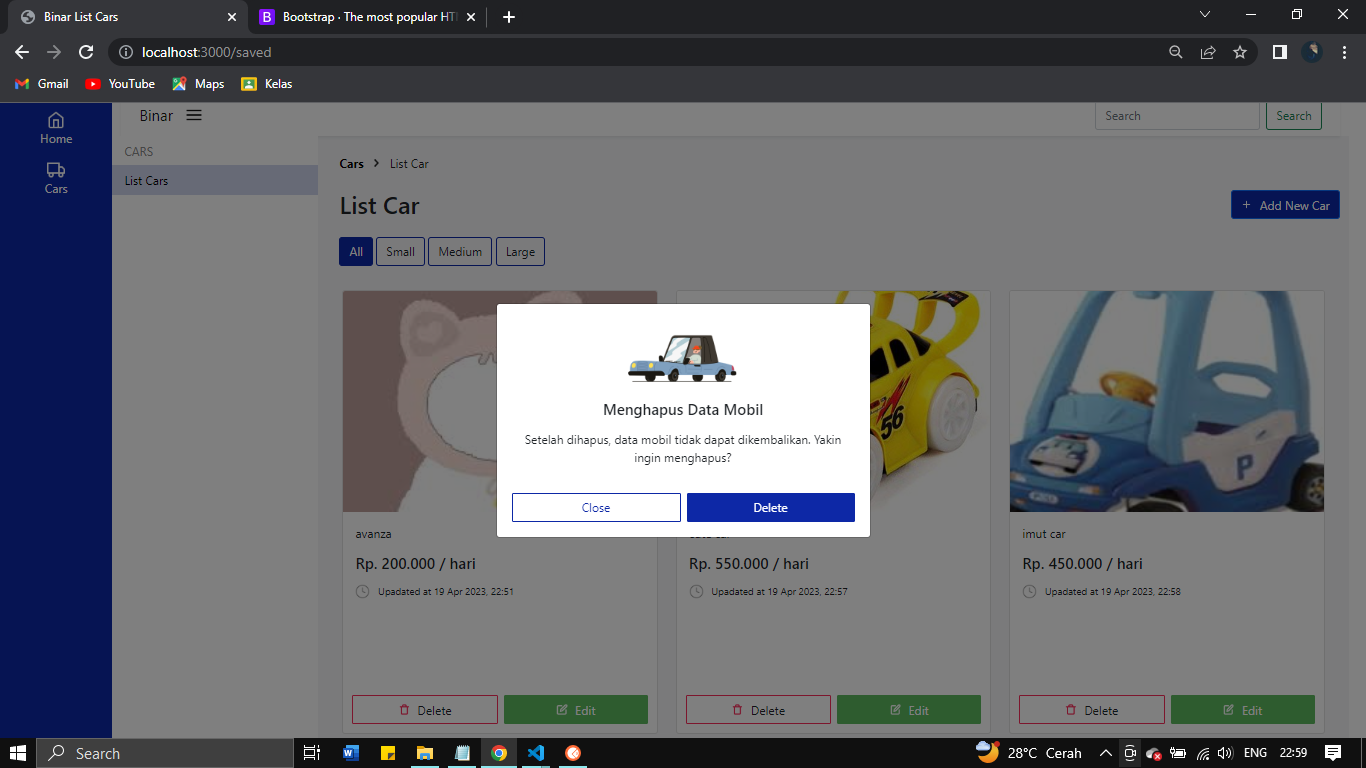 Binar List Cars
Bootstrap · The most popular HT
localhost:3000/saved
Gmail
YouTube
Maps
Kelas
Home
Cars
Binar
Search
Search
CARS
List Cars
Cars > List Car
List Car
+ Add New Car
All
Small
Medium
Large
56
P
Menghapus Data Mobil
Setelah dihapus, data mobil tidak dapat dikembalikan. Yakin
ingin menghapus?
Close
Delete
avanza
Rp. 200.000 / hari
Upadated at 19 Apr 2023, 22:51
Delete
Edit
Rp. 550.000 / hari
Upadated at 19 Apr 2023, 22:57
Delete
Edit
imut car
Rp. 450.000 / hari
Upadated at 19 Apr 2023, 22:58
Delete
Edit
Search
28°C Cerah
ENG
22:59